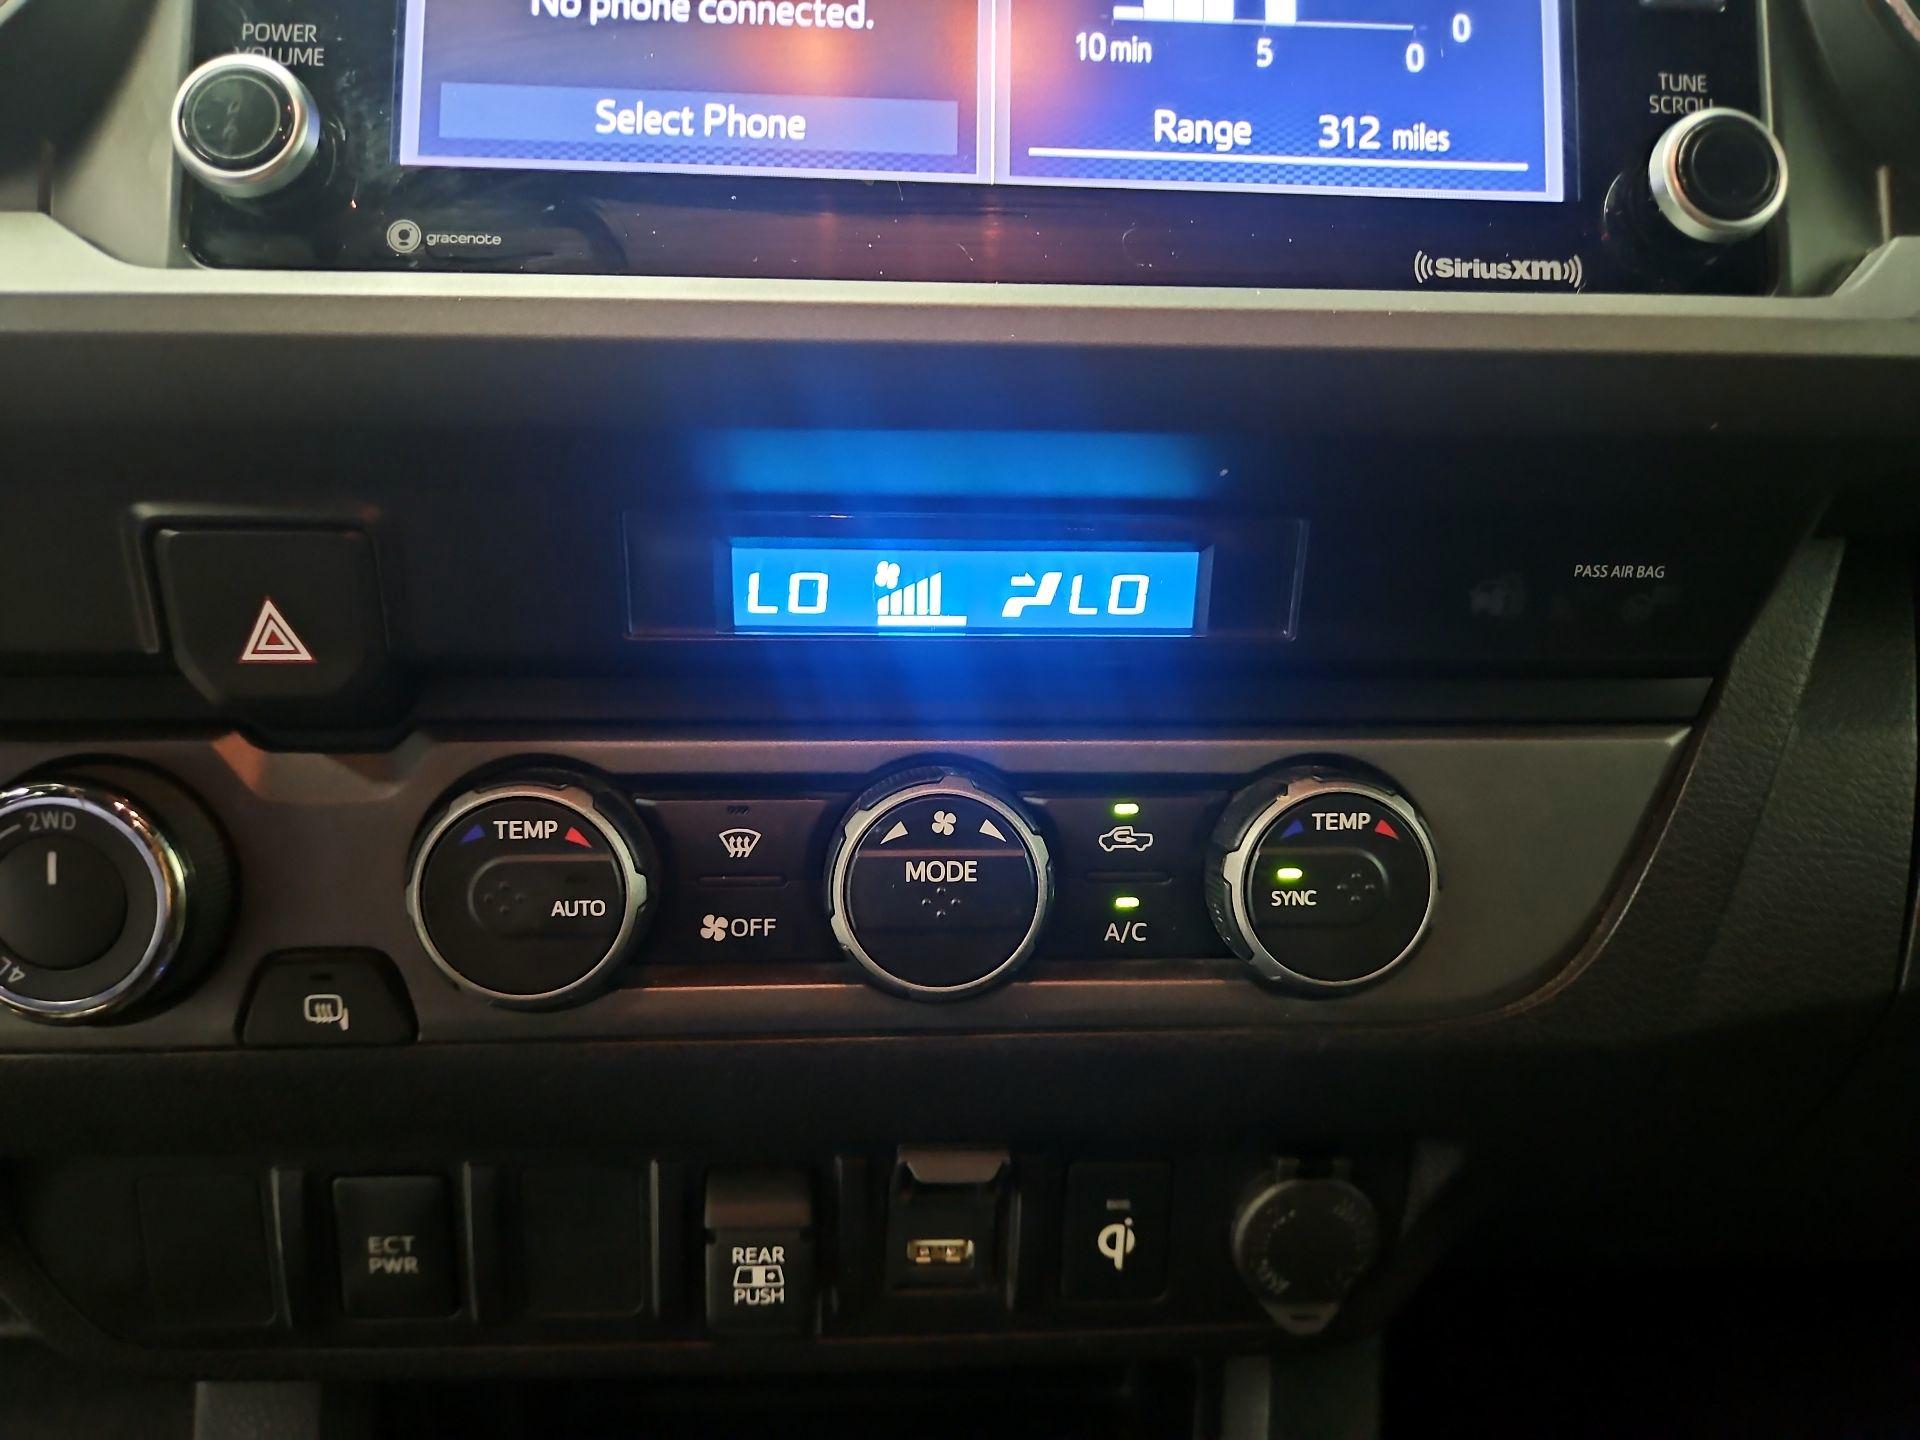 POWER
VOLUME
No phone connected.
Select Phone
10 min 5 0
0
Range 312 miles
TUNE
SCROLL
gracenote
SiriusXM
LO LO
PASS AIR BAG
2WD
TEMP
AUTO
OFF
MODE
A/C
TEMP
SYNC
ECT
PWR
REAR
PUSH
qi